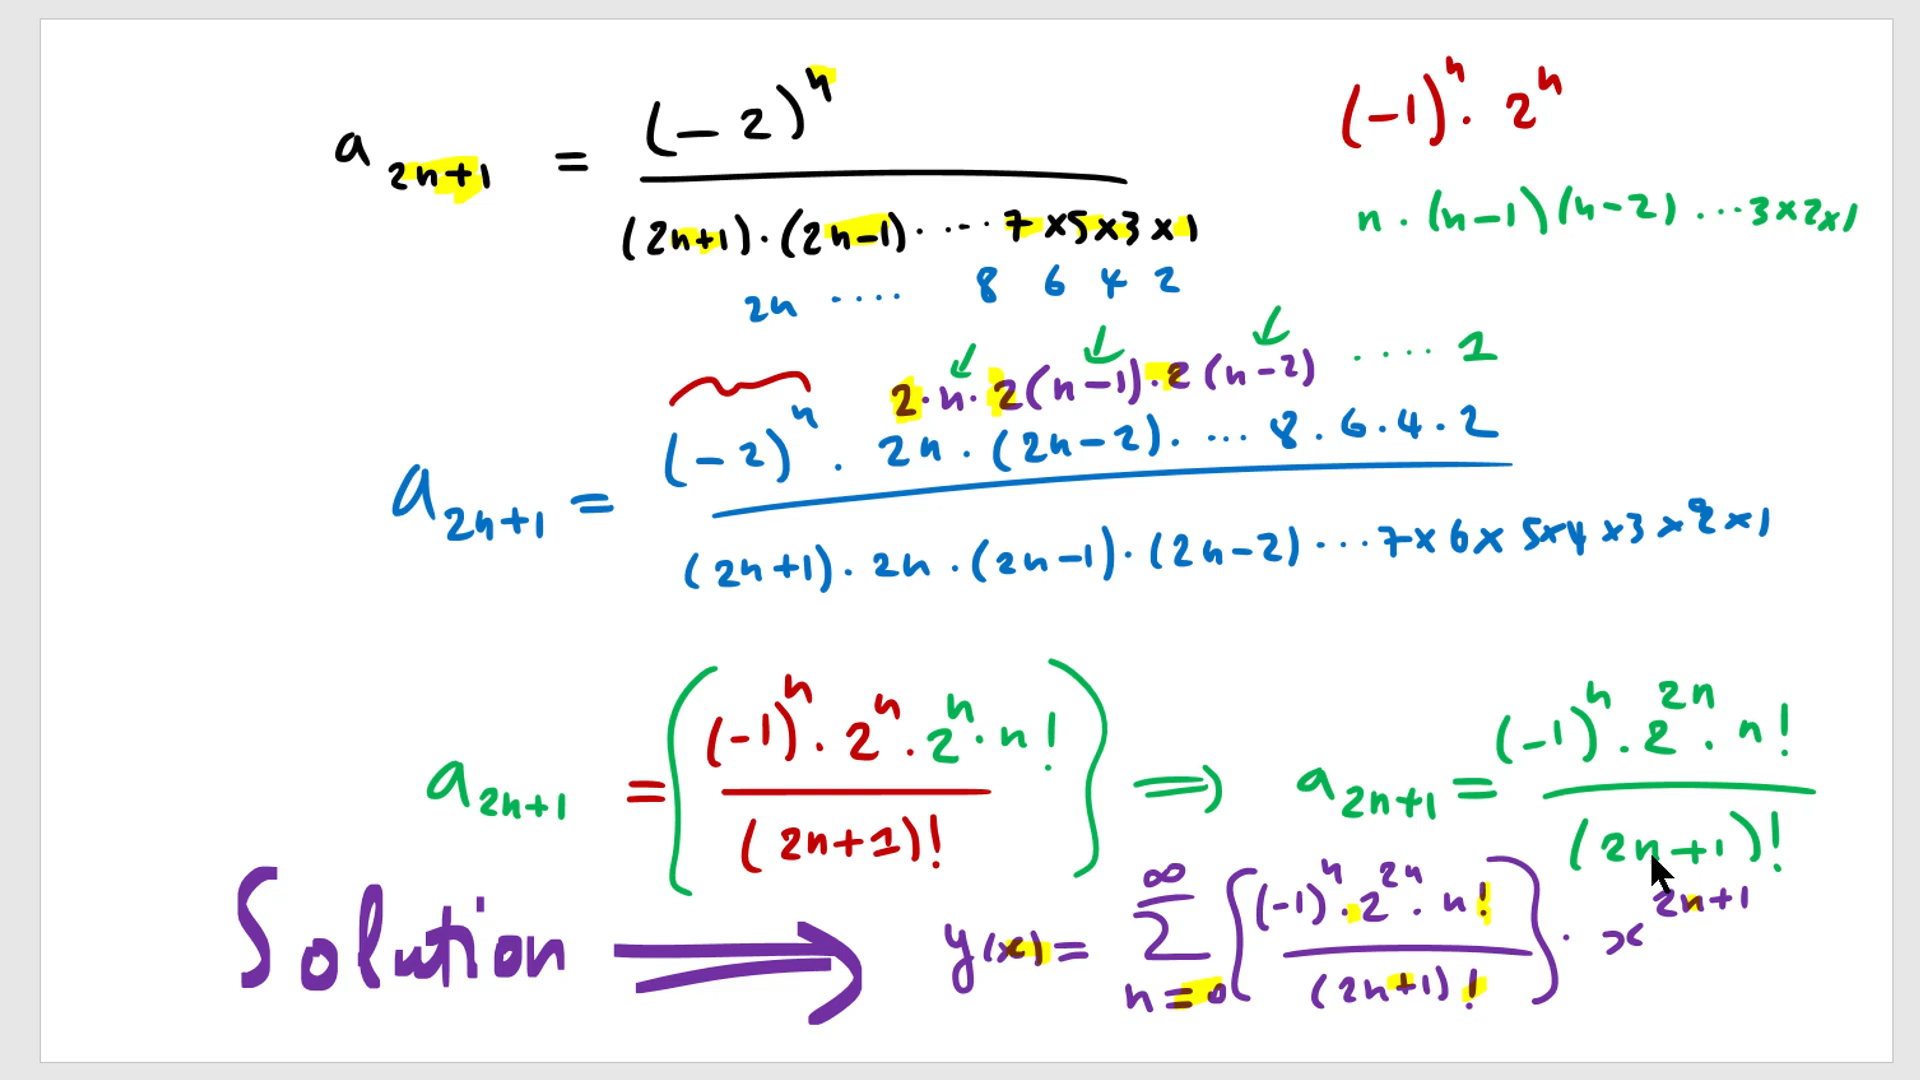 a_{2n+1} = (-2)^n / (2n+1)·(2n-1)· ···· 7×5×3×1
(-1)^n · 2^n
n · (n-1)(n-2) ··· 3×2×1
2n ···· 8 6 4 2
2·n· 2(n-1)·2(n-2) ···· 1
a_{2n+1} = (-2)^n · 2n · (2n-2) · ··· 8 · 6 · 4 · 2 / (2n+1) · 2n · (2n-1) · (2n-2) ··· 7×6×5×4×3×2×1
a_{2n+1} = ( (-1)^n · 2^n · 2^n · n! / (2n+1)! ) ⟹ a_{2n+1} = (-1)^n · 2^{2n} · n! / (2n+1)!
Solution ⟹ y(x) = ∑_{n=0}^{∞} [ (-1)^n · 2^{2n} · n! / (2n+1)! ] · x^{2n+1}